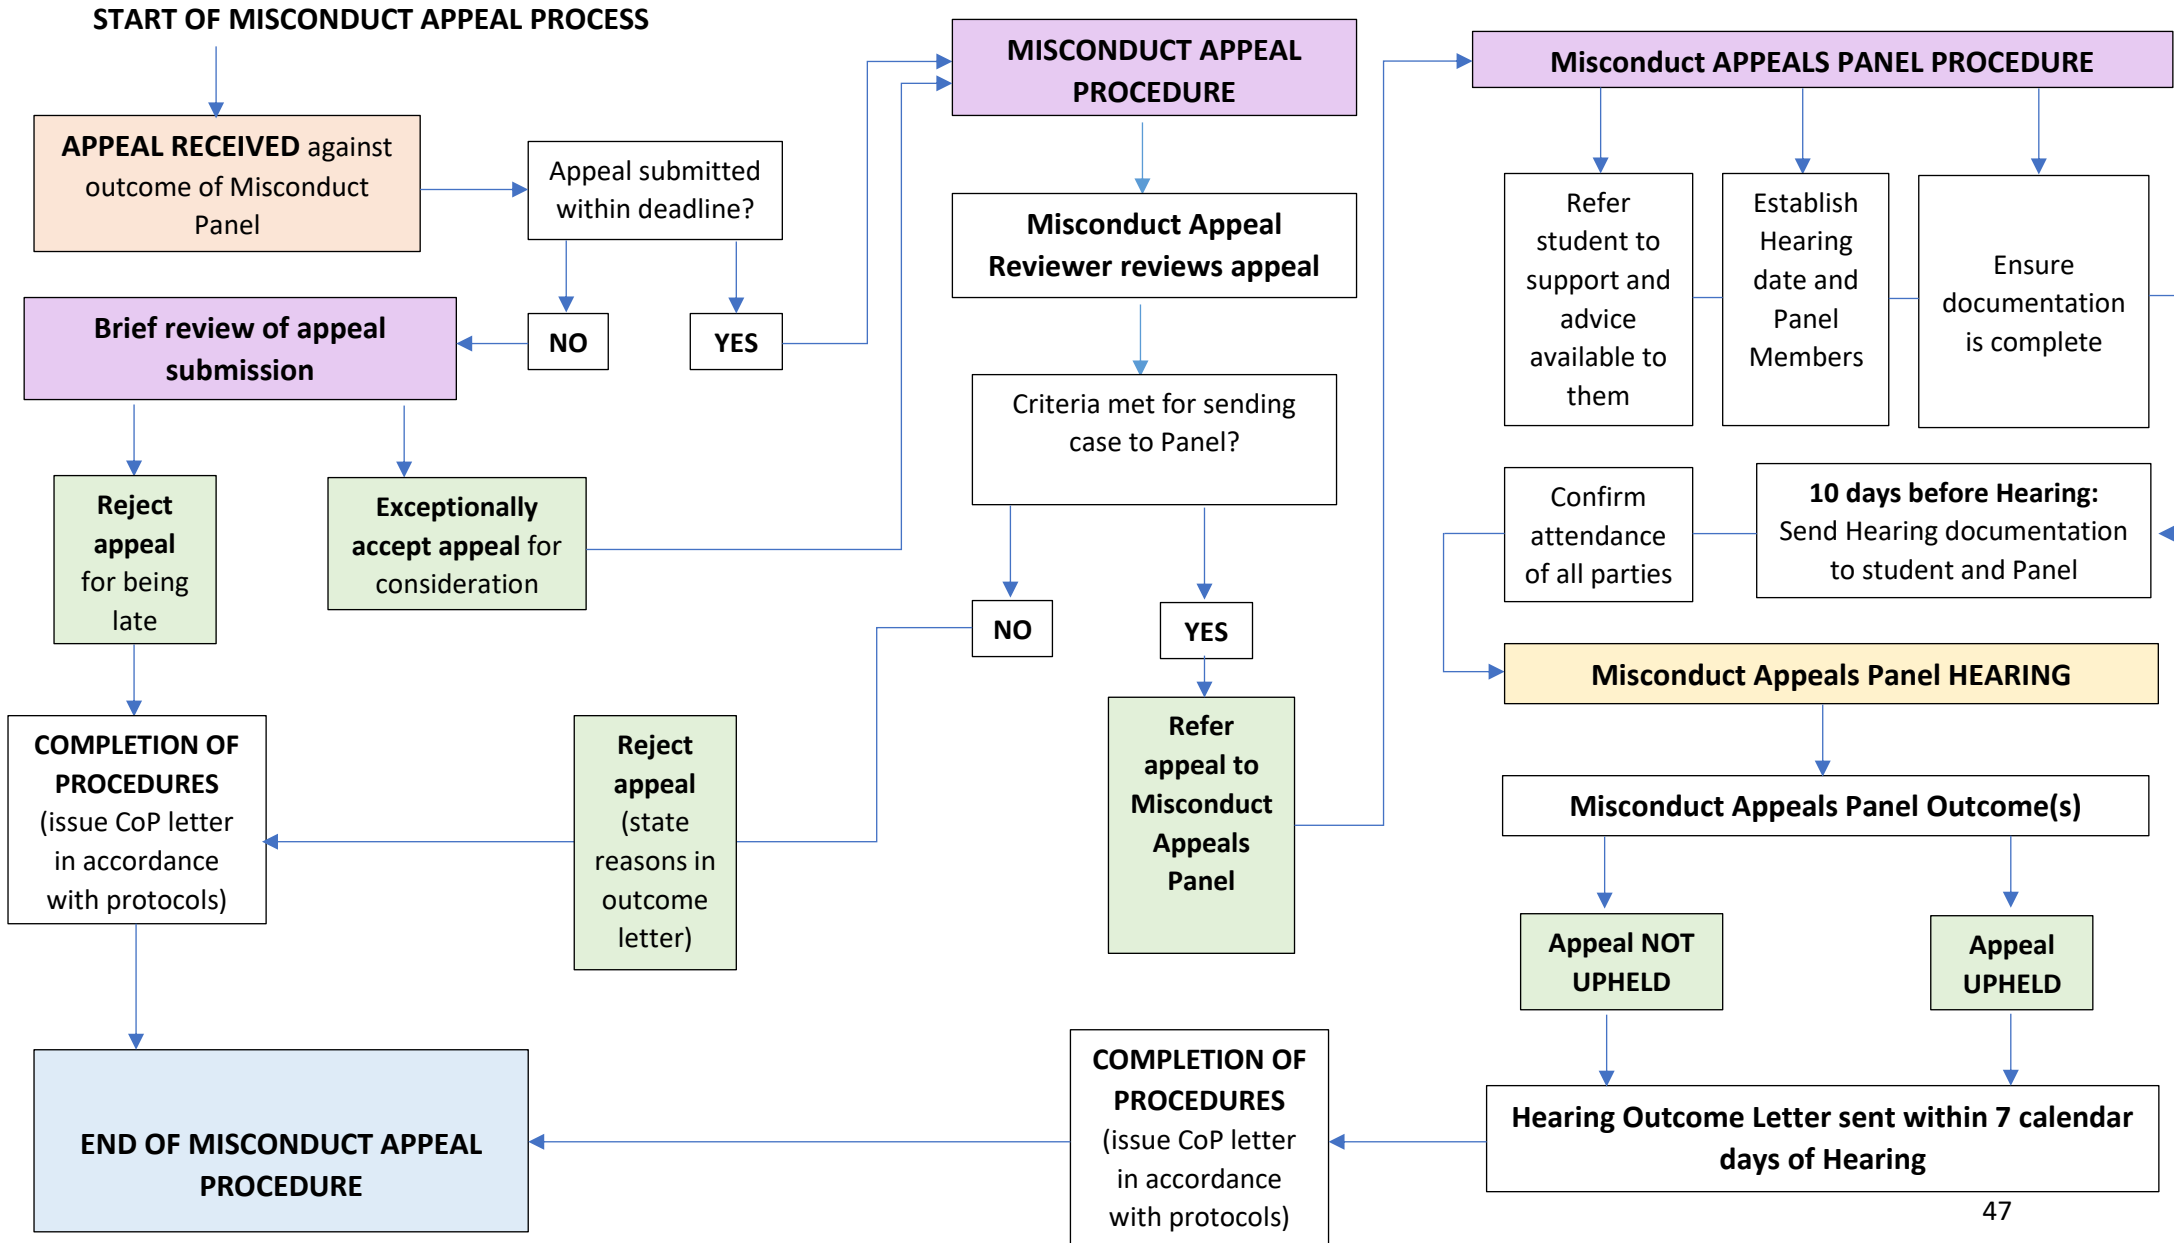 START OF MISCONDUCT APPEAL PROCESS
APPEAL RECEIVED against
outcome of Misconduct
Panel
Appeal submitted
within deadline?
NO
YES
Brief review of appeal
submission
Reject
appeal
for being
late
Exceptionally
accept appeal for
consideration
COMPLETION OF
PROCEDURES
(issue CoP letter
in accordance
with protocols)
END OF MISCONDUCT APPEAL
PROCEDURE
MISCONDUCT APPEAL
PROCEDURE
Misconduct Appeal
Reviewer reviews appeal
Criteria met for sending
case to Panel?
NO
YES
Reject
appeal
(state
reasons in
outcome
letter)
Refer
appeal to
Misconduct
Appeals
Panel
Misconduct APPEALS PANEL PROCEDURE
Refer
student to
support and
advice
available to
them
Establish
Hearing
date and
Panel
Members
Ensure
documentation
is complete
10 days before Hearing:
Send Hearing documentation
to student and Panel
Confirm
attendance
of all parties
Misconduct Appeals Panel HEARING
Misconduct Appeals Panel Outcome(s)
Appeal NOT
UPHELD
Appeal
UPHELD
Hearing Outcome Letter sent within 7 calendar
days of Hearing
COMPLETION OF
PROCEDURES
(issue CoP letter
in accordance
with protocols)
47